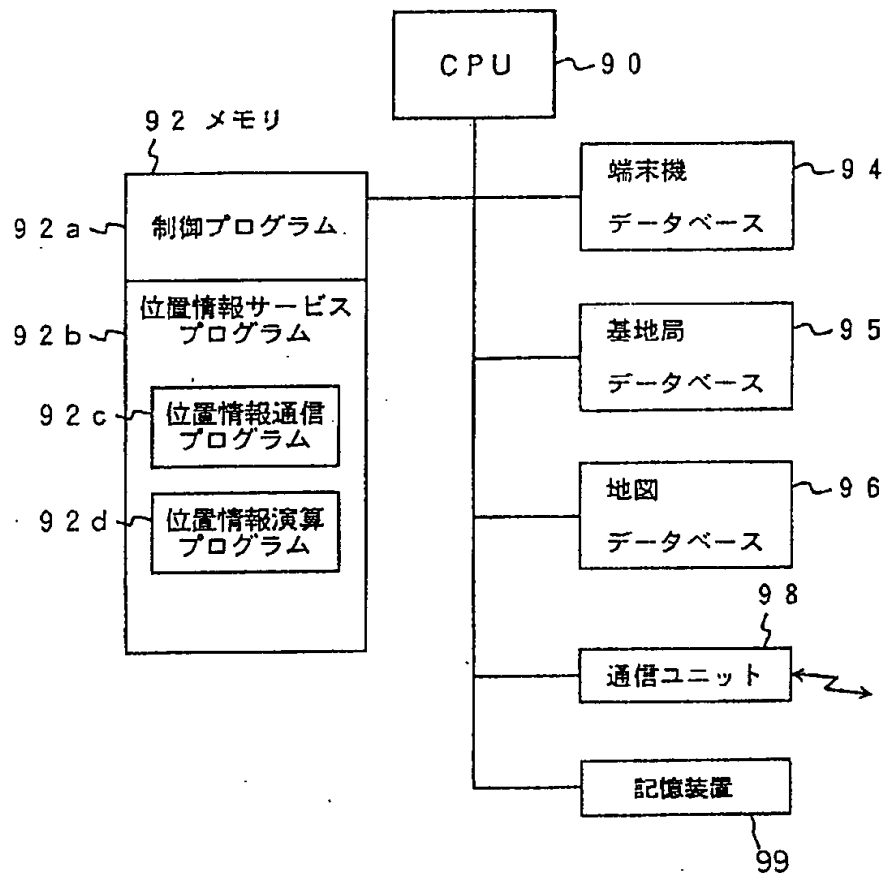 CPU
90
92 メモリ
92a
制御プログラム
92b
位置情報サービス
プログラム
92c
位置情報通信
プログラム
92d
位置情報演算
プログラム
端末機
データベース
94
基地局
データベース
95
地図
データベース
96
98
通信ユニット
記憶装置
99